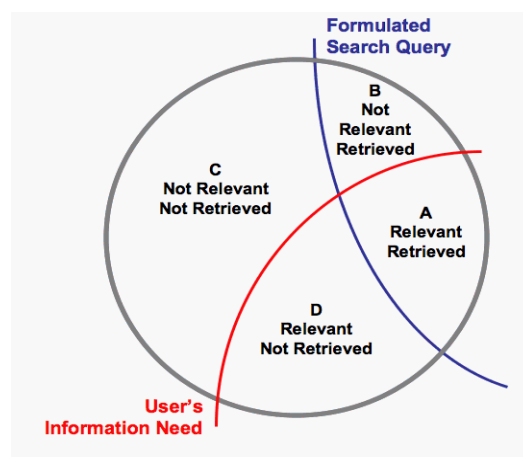 Formulated
Search Query
B
Not
Relevant
Retrieved
C
Not Relevant
Not Retrieved
A
Relevant
Retrieved
D
Relevant
Not Retrieved
User's
Information Need